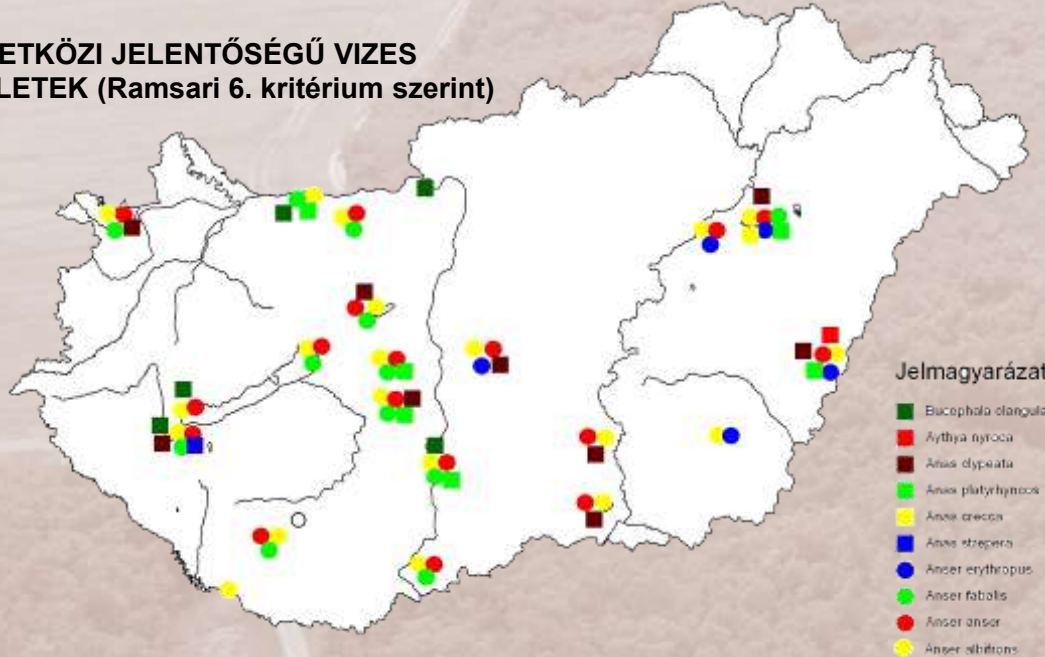 ETKÖZI JELENTŐSÉGŰ VIZES
LETEK (Ramsari 6. kritérium szerint)
Jelmagyarázat
Bucephala clangula
Aythya nyroca
Anas clypeata
Anas platyrhyncos
Anas crecca
Anas strepera
Anser erythropus
Anser fabalis
Anser anser
Anser albifrons